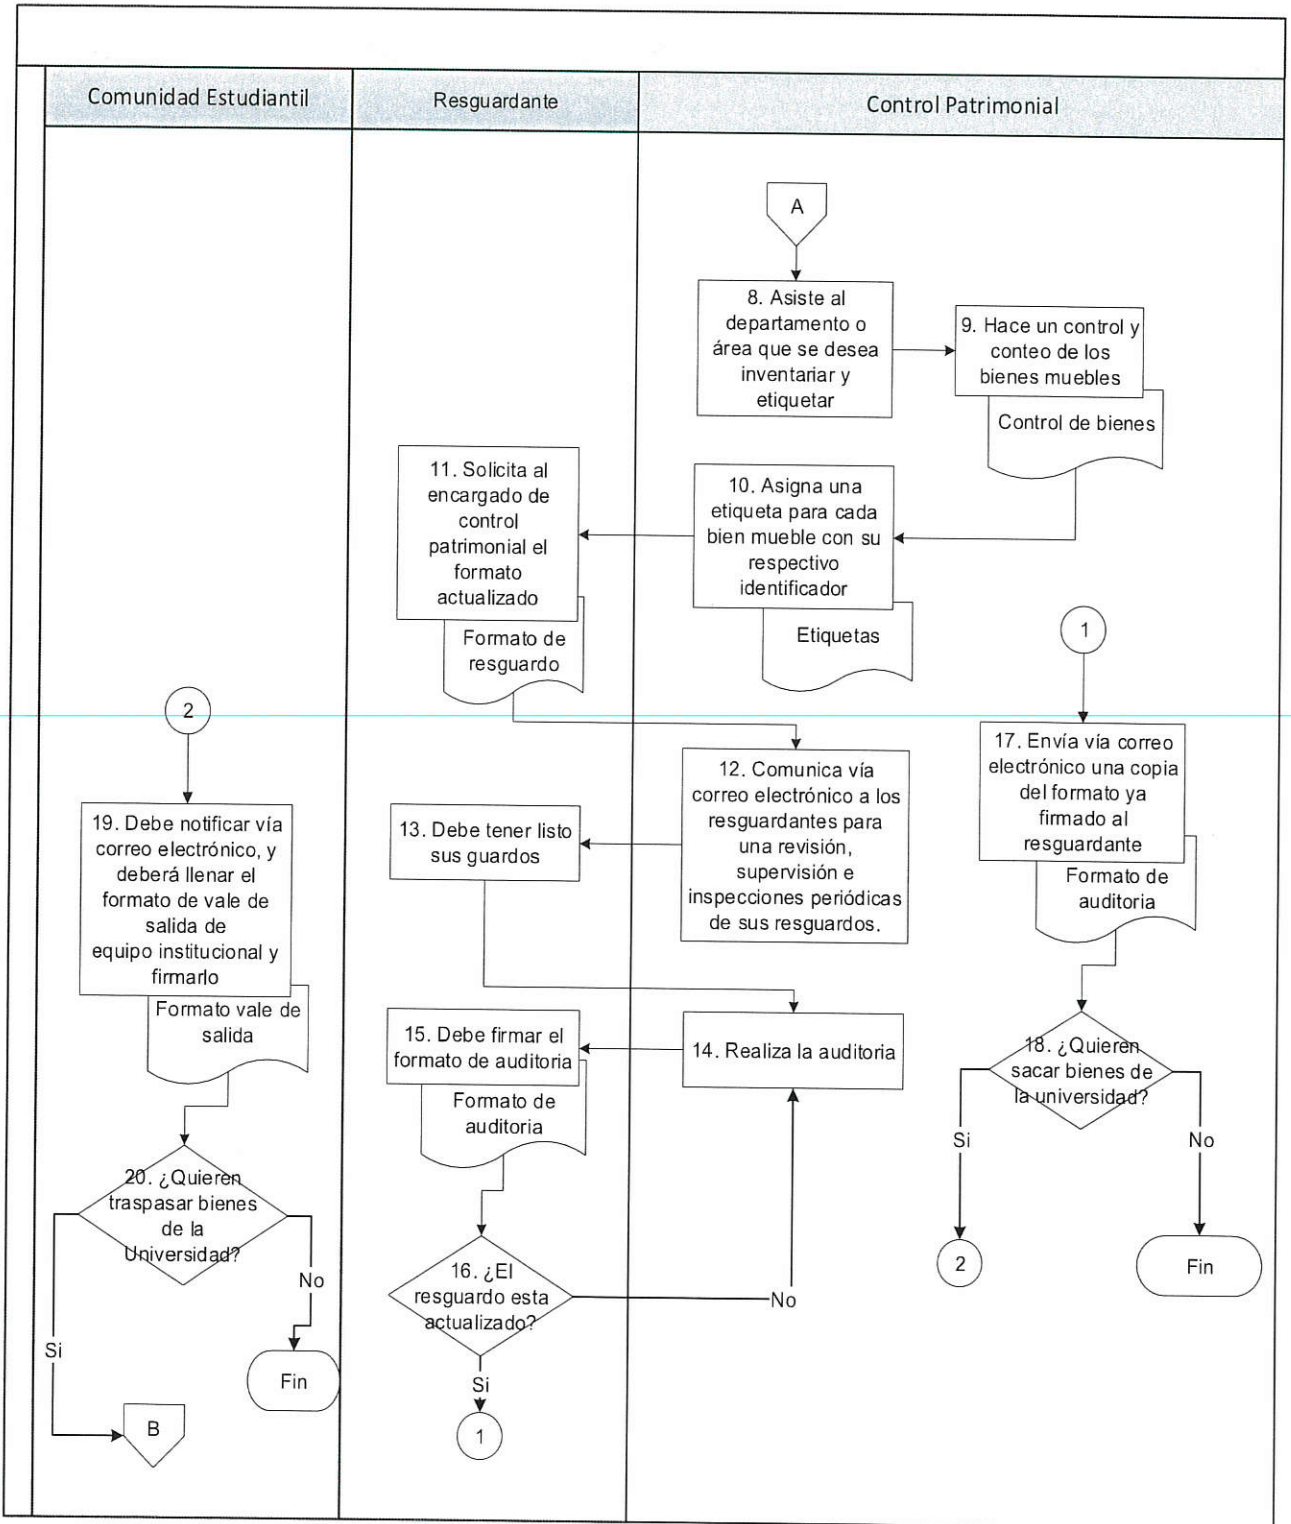 Comunidad Estudiantil
Resguardante
Control Patrimonial
A
8. Asiste al
departamento o
área que se desea
inventariar y
etiquetar
9. Hace un control y
conteo de los
bienes muebles
Control de bienes
10. Asigna una
etiqueta para cada
bien mueble con su
respectivo
identificador
Etiquetas
11. Solicita al
encargado de
control
patrimonial el
formato
actualizado
Formato de
resguardo
12. Comunica vía
correo electrónico a los
resguardantes para
una revisión,
supervisión e
inspecciones periódicas
de sus resguardos.
13. Debe tener listo
sus guardos
14. Realiza la auditoria
15. Debe firmar el
formato de auditoria
Formato de
auditoria
16. ¿El
resguardo esta
actualizado?
No
Si
1
1
17. Envía vía correo
electrónico una copia
del formato ya
firmado al
resguardante
Formato de
auditoria
18. ¿Quieren
sacar bienes de
la universidad?
Si
No
2
Fin
2
19. Debe notificar vía
correo electrónico, y
deberá llenar el
formato de vale de
salida de
equipo institucional y
firmarlo
Formato vale de
salida
20. ¿Quieren
traspasar bienes
de la
Universidad?
No
Si
Fin
B